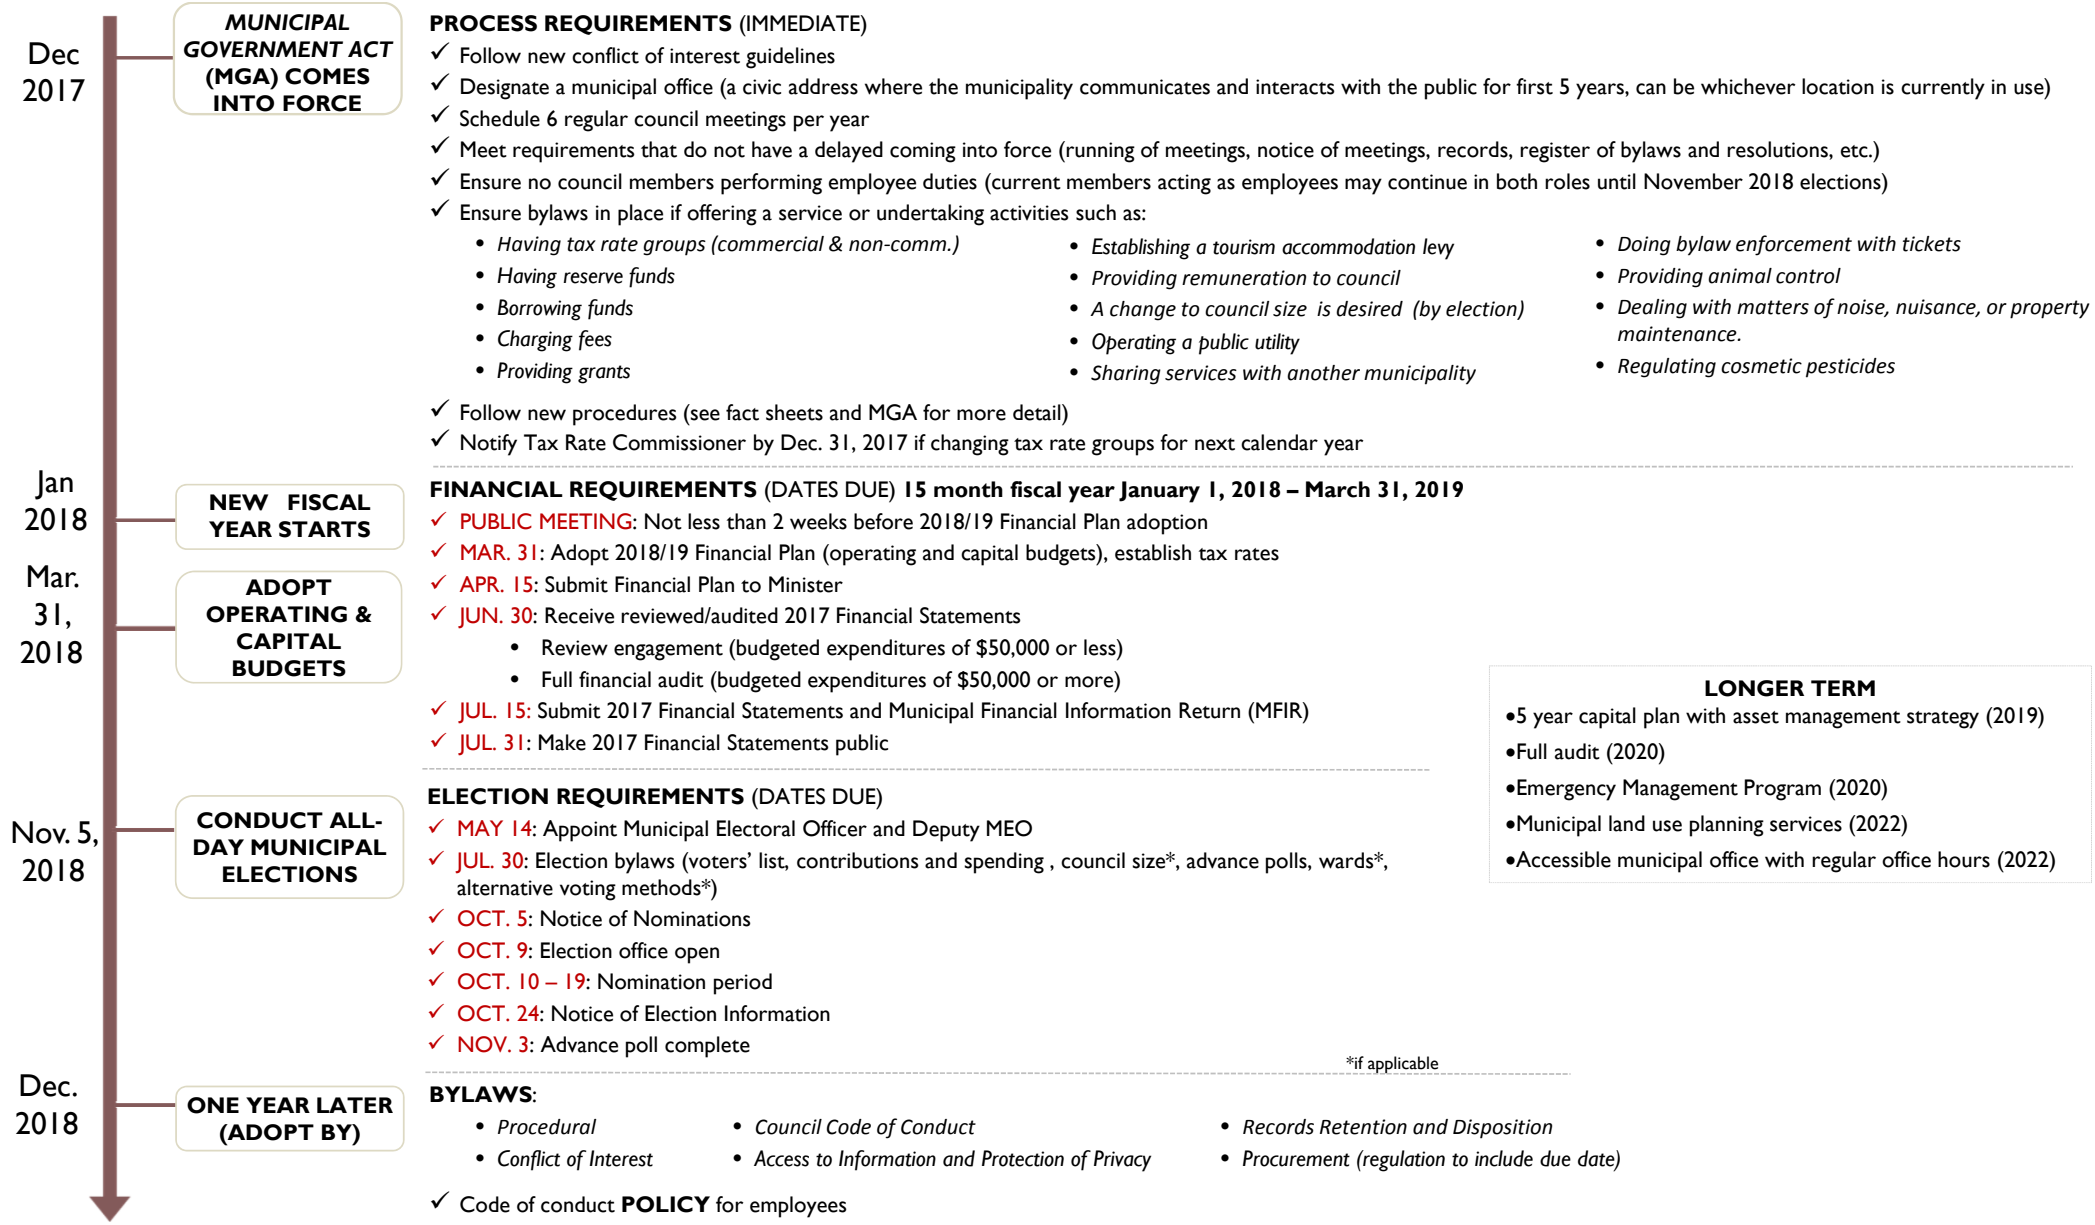 Dec
2017
MUNICIPAL
GOVERNMENT ACT
(MGA) COMES
INTO FORCE
PROCESS REQUIREMENTS (IMMEDIATE)
✓ Follow new conflict of interest guidelines
✓ Designate a municipal office (a civic address where the municipality communicates and interacts with the public for first 5 years, can be whichever location is currently in use)
✓ Schedule 6 regular council meetings per year
✓ Meet requirements that do not have a delayed coming into force (running of meetings, notice of meetings, records, register of bylaws and resolutions, etc.)
✓ Ensure no council members performing employee duties (current members acting as employees may continue in both roles until November 2018 elections)
✓ Ensure bylaws in place if offering a service or undertaking activities such as:
• Having tax rate groups (commercial & non-comm.)
• Having reserve funds
• Borrowing funds
• Charging fees
• Providing grants
• Establishing a tourism accommodation levy
• Providing remuneration to council
• A change to council size is desired (by election)
• Operating a public utility
• Sharing services with another municipality
• Doing bylaw enforcement with tickets
• Providing animal control
• Dealing with matters of noise, nuisance, or property
maintenance.
• Regulating cosmetic pesticides
✓ Follow new procedures (see fact sheets and MGA for more detail)
✓ Notify Tax Rate Commissioner by Dec. 31, 2017 if changing tax rate groups for next calendar year
Jan
2018
NEW FISCAL
YEAR STARTS
Mar.
31,
2018
ADOPT
OPERATING &
CAPITAL
BUDGETS
FINANCIAL REQUIREMENTS (DATES DUE) 15 month fiscal year January 1, 2018 – March 31, 2019
✓ PUBLIC MEETING: Not less than 2 weeks before 2018/19 Financial Plan adoption
✓ MAR. 31: Adopt 2018/19 Financial Plan (operating and capital budgets), establish tax rates
✓ APR. 15: Submit Financial Plan to Minister
✓ JUN. 30: Receive reviewed/audited 2017 Financial Statements
• Review engagement (budgeted expenditures of $50,000 or less)
• Full financial audit (budgeted expenditures of $50,000 or more)
✓ JUL. 15: Submit 2017 Financial Statements and Municipal Financial Information Return (MFIR)
✓ JUL. 31: Make 2017 Financial Statements public
LONGER TERM
•5 year capital plan with asset management strategy (2019)
•Full audit (2020)
•Emergency Management Program (2020)
•Municipal land use planning services (2022)
•Accessible municipal office with regular office hours (2022)
Nov. 5,
2018
CONDUCT ALL-
DAY MUNICIPAL
ELECTIONS
ELECTION REQUIREMENTS (DATES DUE)
✓ MAY 14: Appoint Municipal Electoral Officer and Deputy MEO
✓ JUL. 30: Election bylaws (voters’ list, contributions and spending , council size*, advance polls, wards*,
alternative voting methods*)
✓ OCT. 5: Notice of Nominations
✓ OCT. 9: Election office open
✓ OCT. 10 – 19: Nomination period
✓ OCT. 24: Notice of Election Information
✓ NOV. 3: Advance poll complete
*if applicable
Dec.
2018
ONE YEAR LATER
(ADOPT BY)
BYLAWS:
• Procedural
• Conflict of Interest
• Council Code of Conduct
• Access to Information and Protection of Privacy
• Records Retention and Disposition
• Procurement (regulation to include due date)
✓ Code of conduct POLICY for employees